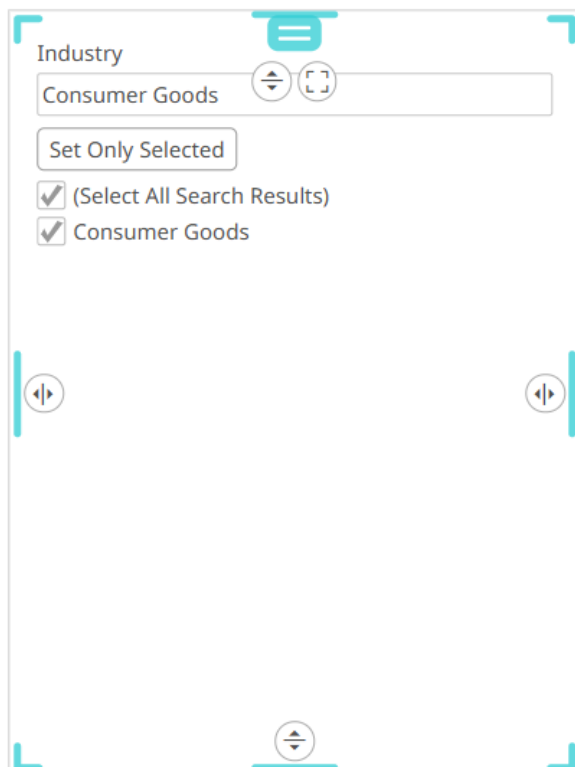 Industry
Consumer Goods
Set Only Selected
(Select All Search Results)
Consumer Goods